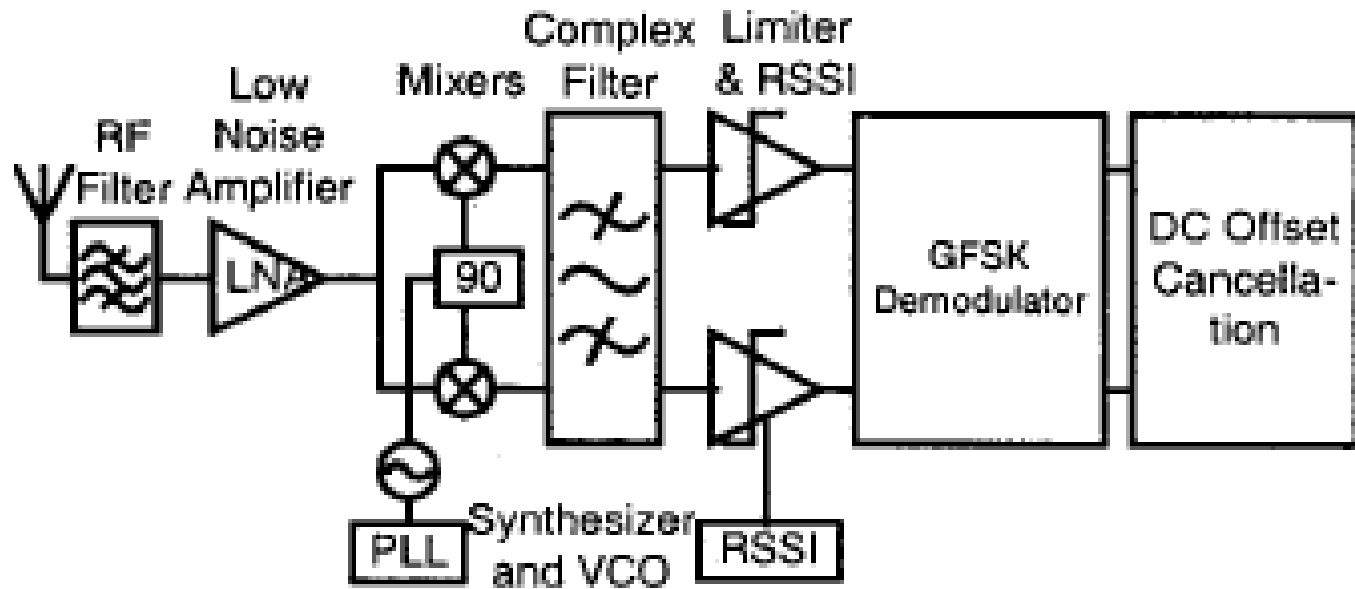 RF
Filter
Low
Noise
Amplifier
LNA
Mixers
90
Complex
Filter
Limiter
& RSSI
GFSK
Demodulator
DC Offset
Cancella-
tion
PLL
Synthesizer
and VCO
RSSI